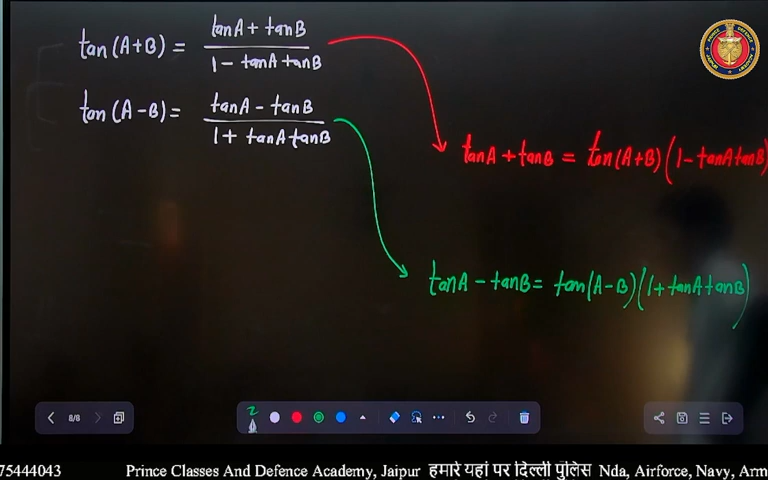 tan(A+B) = tanA + tanB / 1 - tanA tanB
tan(A-B) = tanA - tanB / 1 + tanA tanB
tanA + tanB = tan(A+B)(1 - tanA tanB)
tanA - tanB = tan(A-B)(1 + tanA tanB)
8/8
2
75444043 Prince Classes And Defence Academy, Jaipur हमारे यहां पर दिल्ली पुलिस Nda, Airforce, Navy, Arm